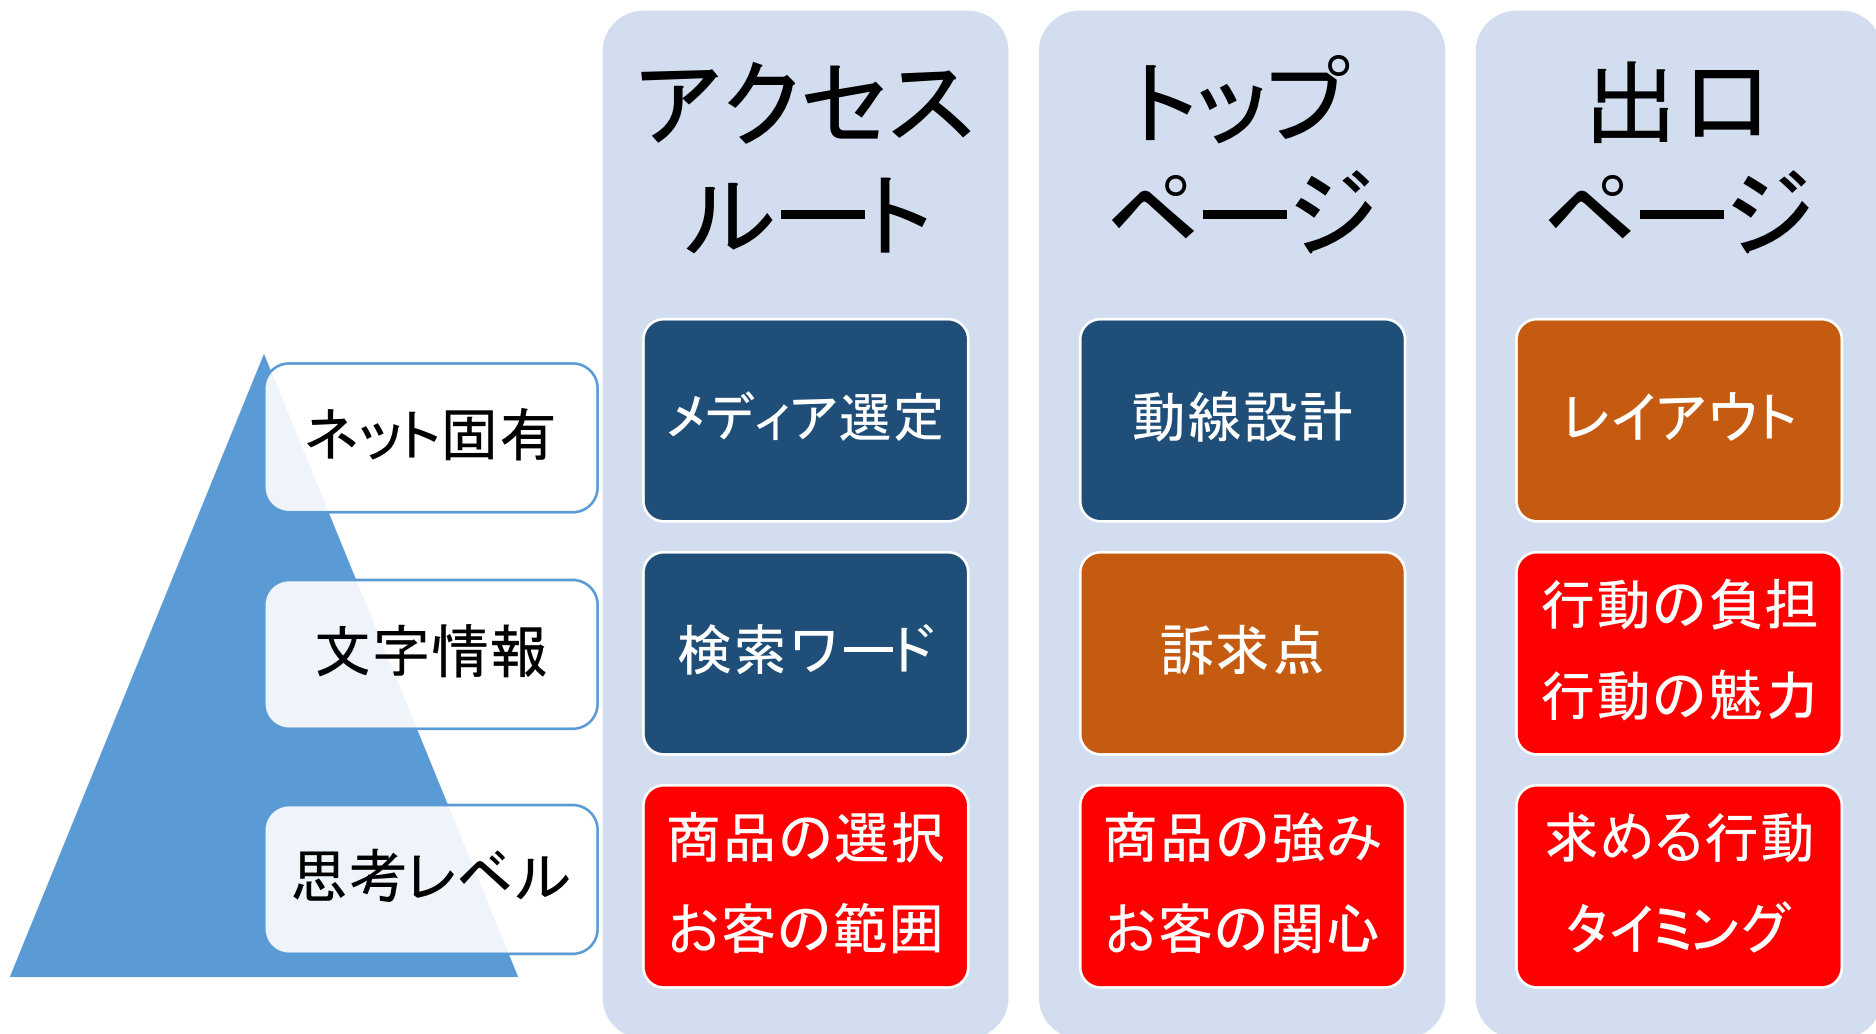 アクセス
ルート
トップ
ページ
出口
ページ
ネット固有
メディア選定
動線設計
レイアウト
文字情報
検索ワード
訴求点
行動の負担
行動の魅力
思考レベル
商品の選択
お客の範囲
商品の強み
お客の関心
求める行動
タイミング